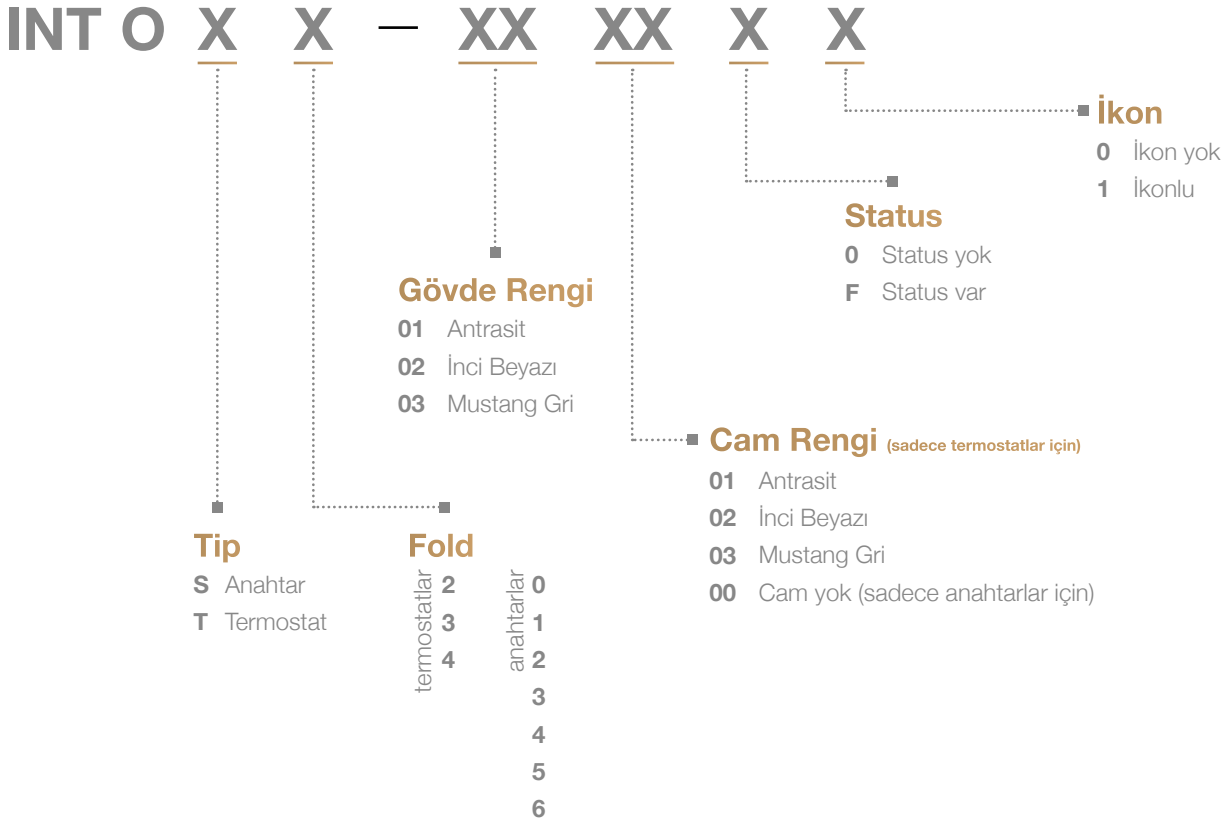 INT O X X — XX XX X X
İkon
0 İkon yok
1 İkonlu
Status
0 Status yok
F Status var
Gövde Rengi
01 Antrasit
02 İnci Beyazı
03 Mustang Gri
Cam Rengi (sadece termostatlar için)
01 Antrasit
02 İnci Beyazı
03 Mustang Gri
00 Cam yok (sadece anahtarlar için)
Tip
S Anahtar
T Termostat
Fold
termostatlar
2
3
4
anahtarlar
0
1
2
3
4
5
6